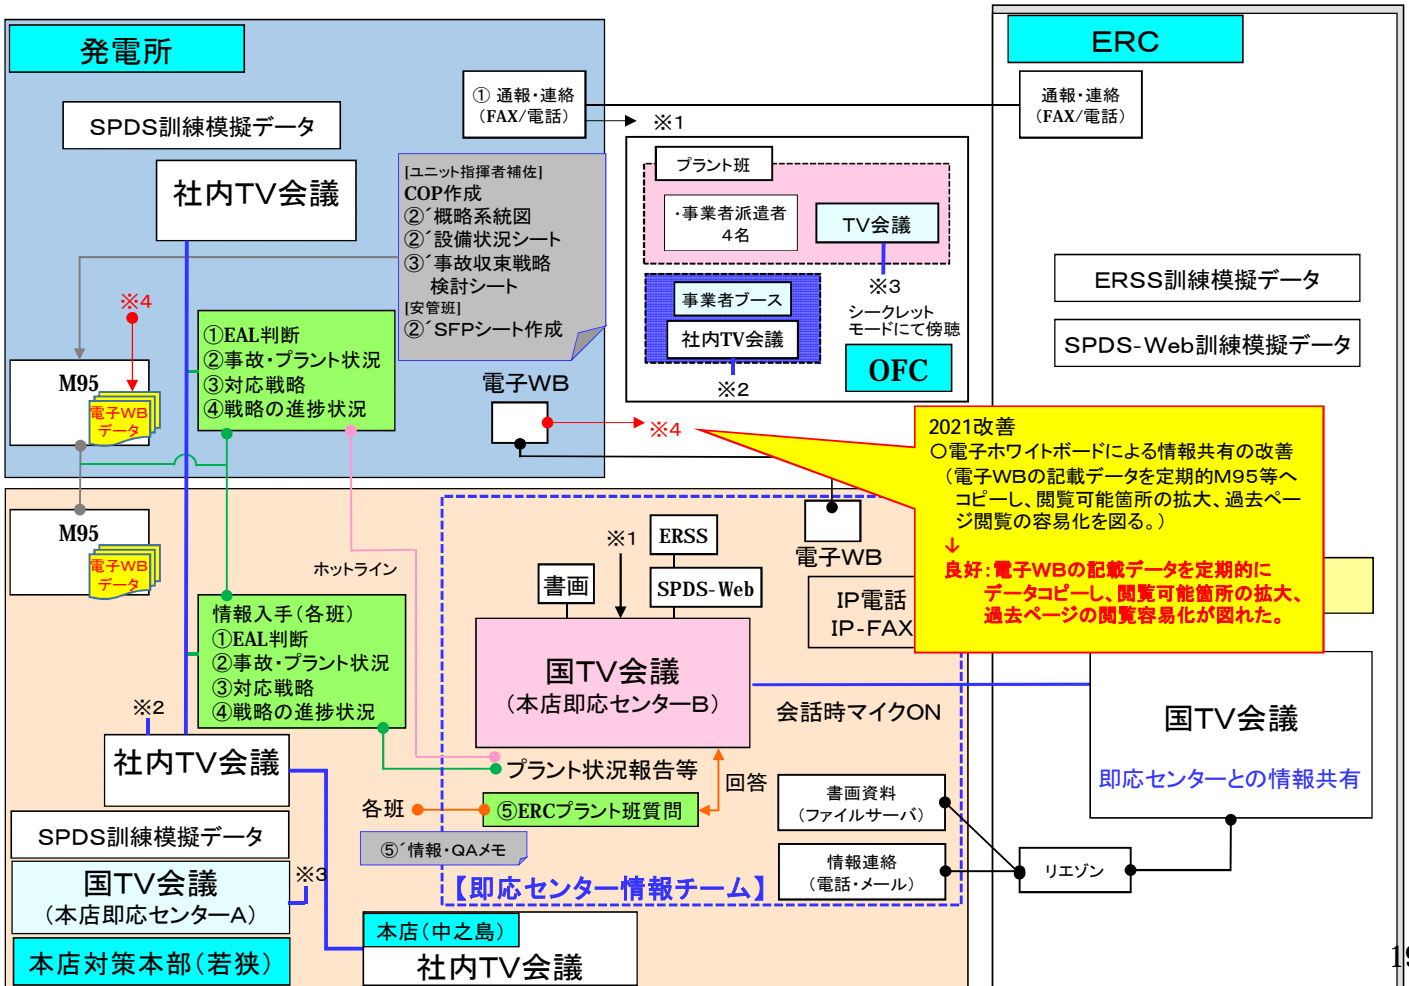 発電所
SPDS訓練模擬データ
社内TV会議
① 通報・連絡
(FAX/電話)
※1
[ユニット指揮者補佐]
COP作成
②´概略系統図
②´設備状況シート
③´事故収束戦略
検討シート
[安管班]
②´SFPシート作成
※4
M95
電子WB
データ
①EAL判断
②事故・プラント状況
③対応戦略
④戦略の進捗状況
電子WB
※4
プラント班
・事業者派遣者
4名
TV会議
※3
シークレット
モードにて傍聴
事業者ブース
社内TV会議
※2
OFC
ERC
通報・連絡
(FAX/電話)
ERSS訓練模擬データ
SPDS-Web訓練模擬データ
2021改善
○電子ホワイトボードによる情報共有の改善
(電子WBの記載データを定期的M95等へ
コピーし、閲覧可能箇所の拡大、過去ペー
ジ閲覧の容易化を図る。)
↓
良好:電子WBの記載データを定期的に
データコピーし、閲覧可能箇所の拡大、
過去ページの閲覧容易化が図れた。
M95
電子WB
データ
ホットライン
情報入手(各班)
①EAL判断
②事故・プラント状況
③対応戦略
④戦略の進捗状況
※2
社内TV会議
SPDS訓練模擬データ
国TV会議
(本店即応センターA)
※3
本店対策本部(若狭)
※1
ERSS
書画
SPDS-Web
電子WB
IP電話
IP-FAX
国TV会議
(本店即応センターB)
会話時マイクON
プラント状況報告等
回答
各班
⑤ERCプラント班質問
⑤´情報・QAメモ
【即応センター情報チーム】
書画資料
(ファイルサーバ)
情報連絡
(電話・メール)
リエゾン
国TV会議
即応センターとの情報共有
本店(中之島)
社内TV会議
19